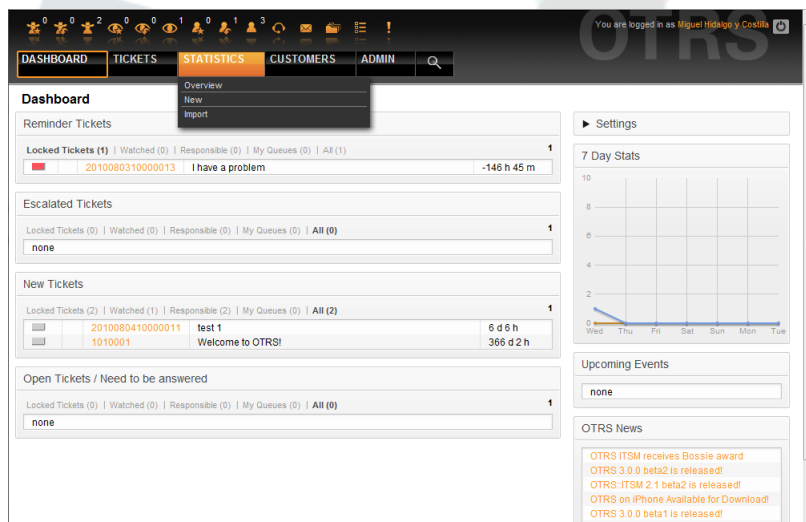 0 0 2 0 0 1 0 1 3
You are logged in as Miguel Hidalgo y Costilla
OTRS
DASHBOARD TICKETS STATISTICS CUSTOMERS ADMIN
Overview
New
Import
Dashboard
Reminder Tickets
Locked Tickets (1) | Watched (0) | Responsible (0) | My Queues (0) | All (1) 1
2010080310000013 I have a problem -146 h 45 m
Escalated Tickets
Locked Tickets (0) | Watched (0) | Responsible (0) | My Queues (0) | All (0) 1
none
New Tickets
Locked Tickets (2) | Watched (1) | Responsible (2) | My Queues (0) | All (2) 1
2010080410000011 test 1 6 d 6 h
1010001 Welcome to OTRS! 366 d 2 h
Open Tickets / Need to be answered
Locked Tickets (0) | Watched (0) | Responsible (0) | My Queues (0) | All (0) 1
none
Settings
7 Day Stats
10
8
6
4
2
0
Wed Thu Fri Sat Sun Mon Tue
Upcoming Events
none
OTRS News
OTRS ITSM receives Bossie award
OTRS 3.0.0 beta2 is released!
OTRS::ITSM 2.1 beta2 is released!
OTRS on iPhone Available for Download!
OTRS 3.0.0 beta1 is released!